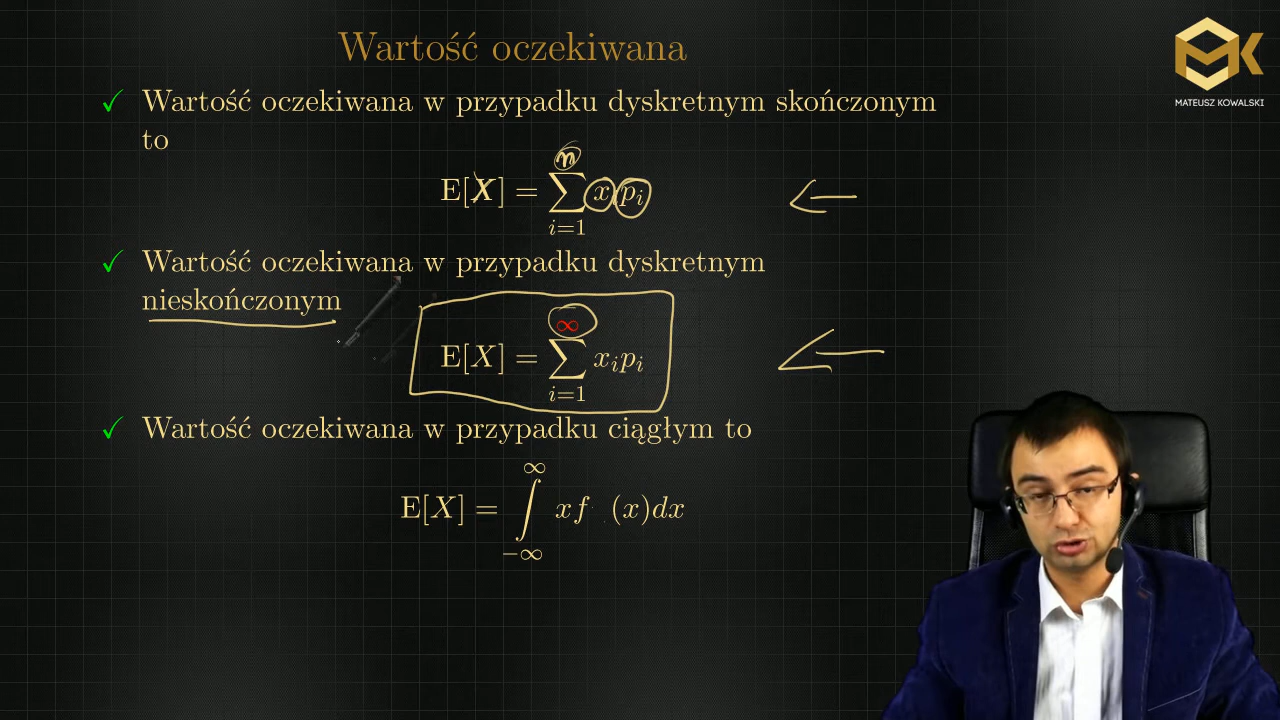 Wartość oczekiwana
✓ Wartość oczekiwana w przypadku dyskretnym skończonym
to
E[X] = ∑_{i=1}^{n} x_i p_i
✓ Wartość oczekiwana w przypadku dyskretnym
nieskończonym
E[X] = ∑_{i=1}^{∞} x_i p_i
✓ Wartość oczekiwana w przypadku ciągłym to
E[X] = ∫_{-∞}^{∞} x f (x)dx
MK
MATEUSZ KOWALSKI